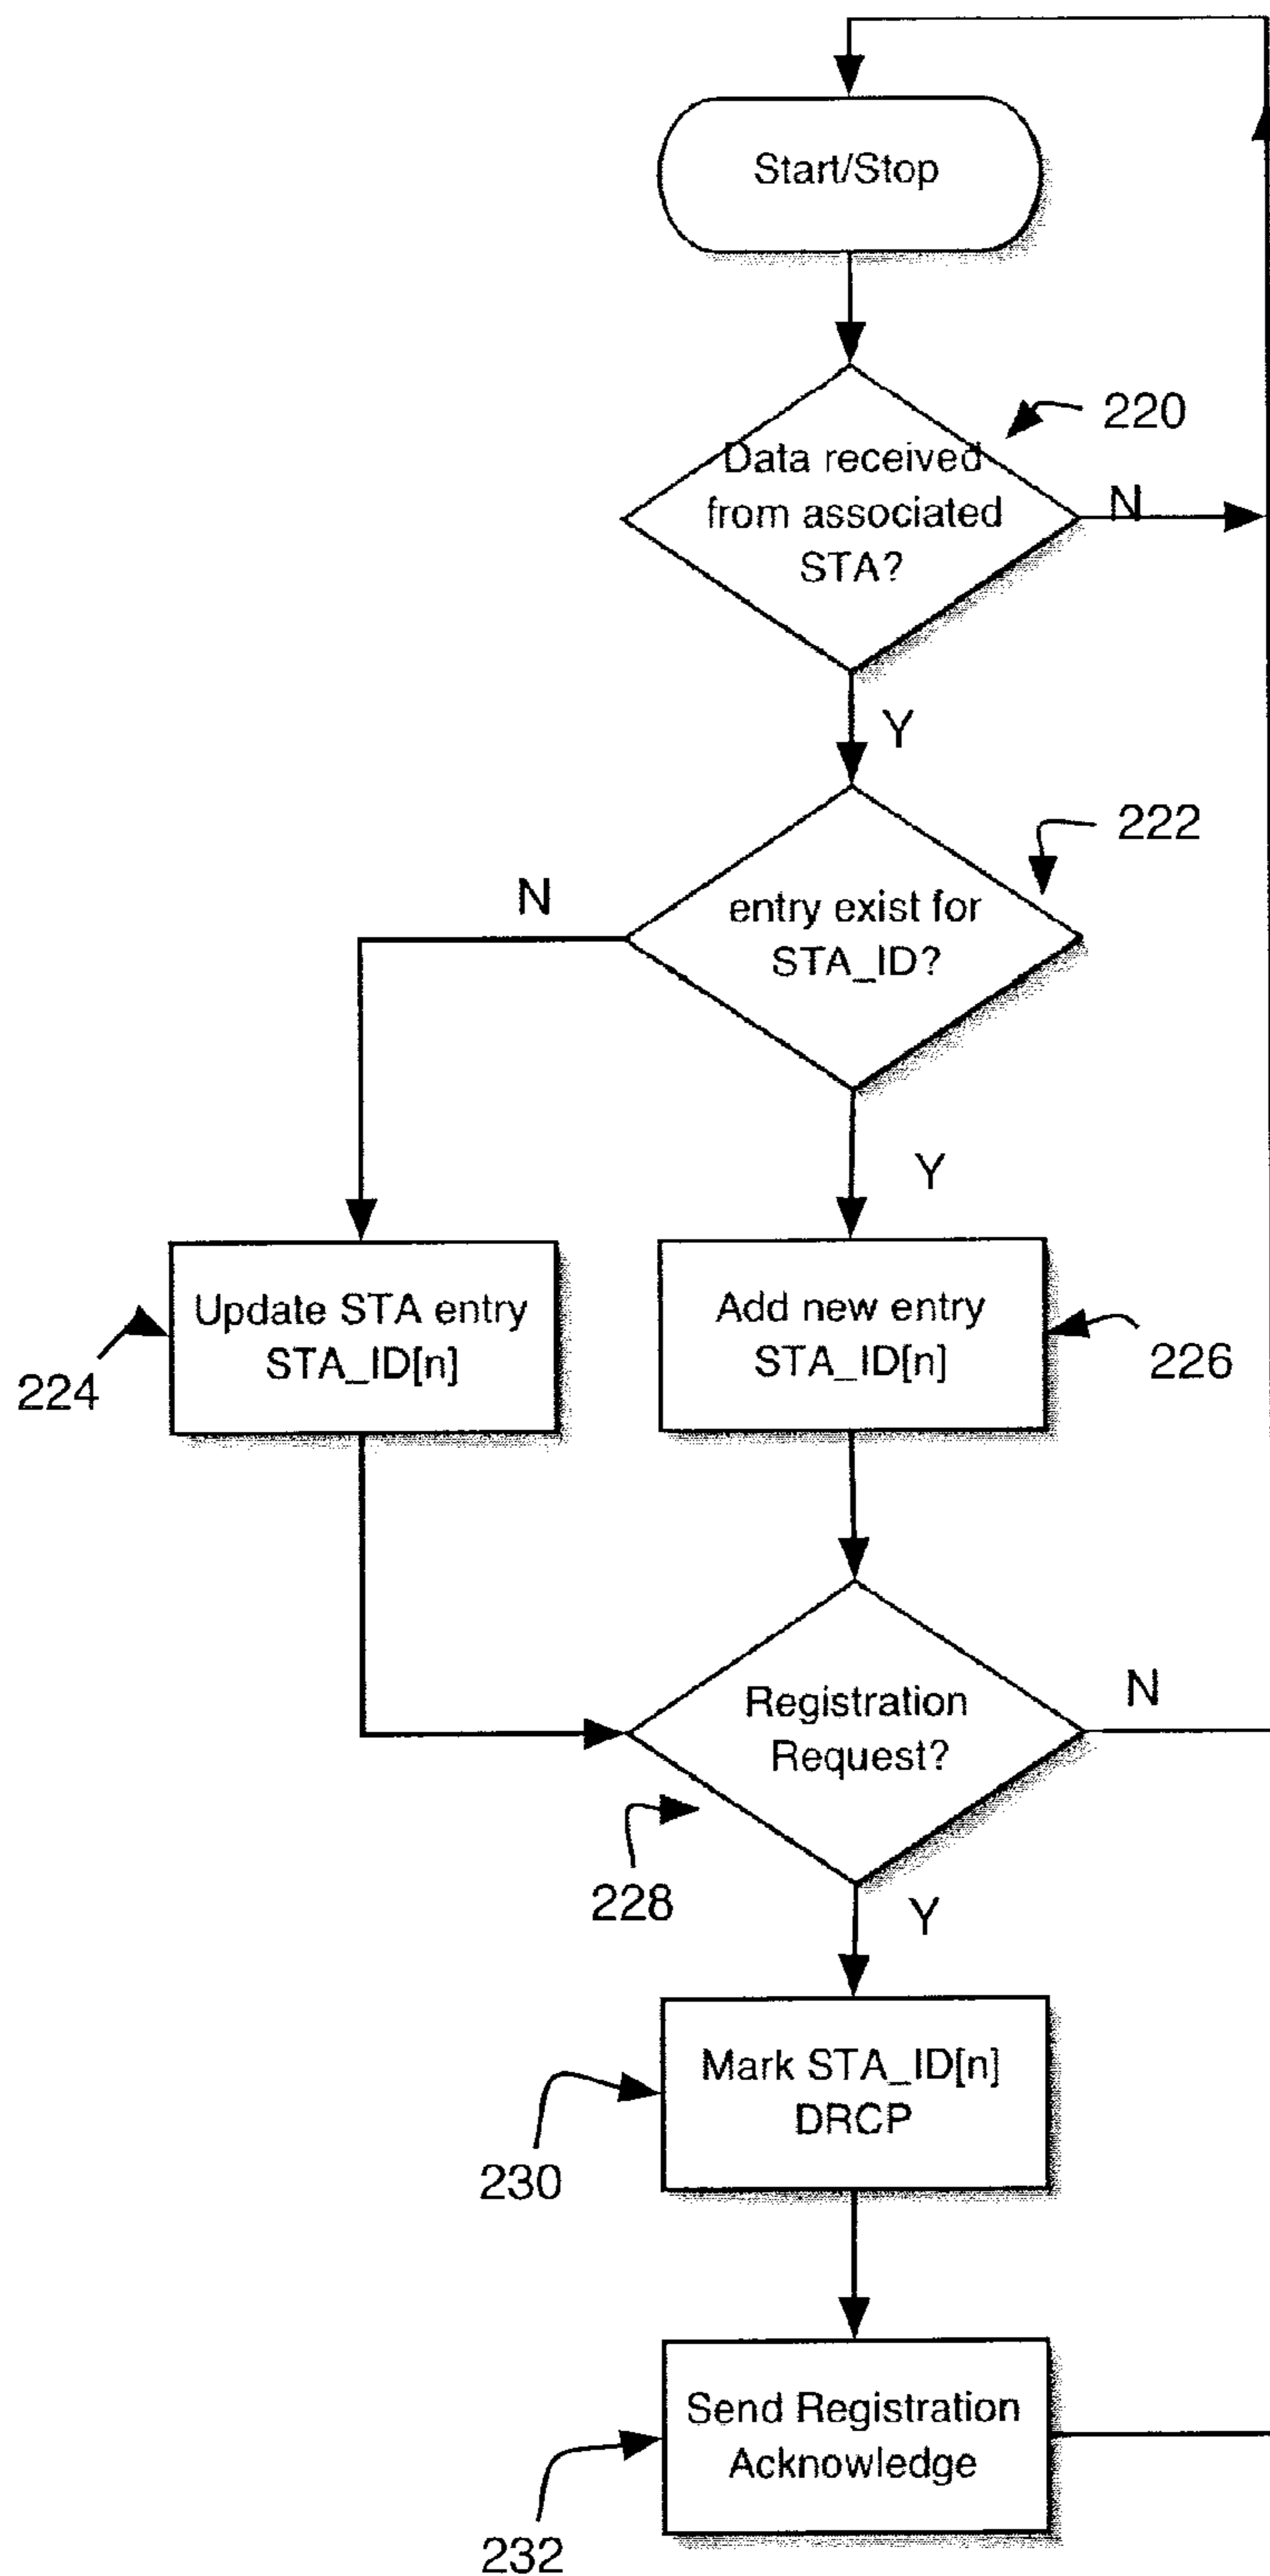 Start/Stop
220
Data received
from associated
STA?
N
Y
222
entry exist for
STA_ID?
N
Y
Update STA entry
STA_ID[n]
224
Add new entry
STA_ID[n]
226
Registration
Request?
N
228
Y
Mark STA_ID[n]
DRCP
230
Send Registration
Acknowledge
232